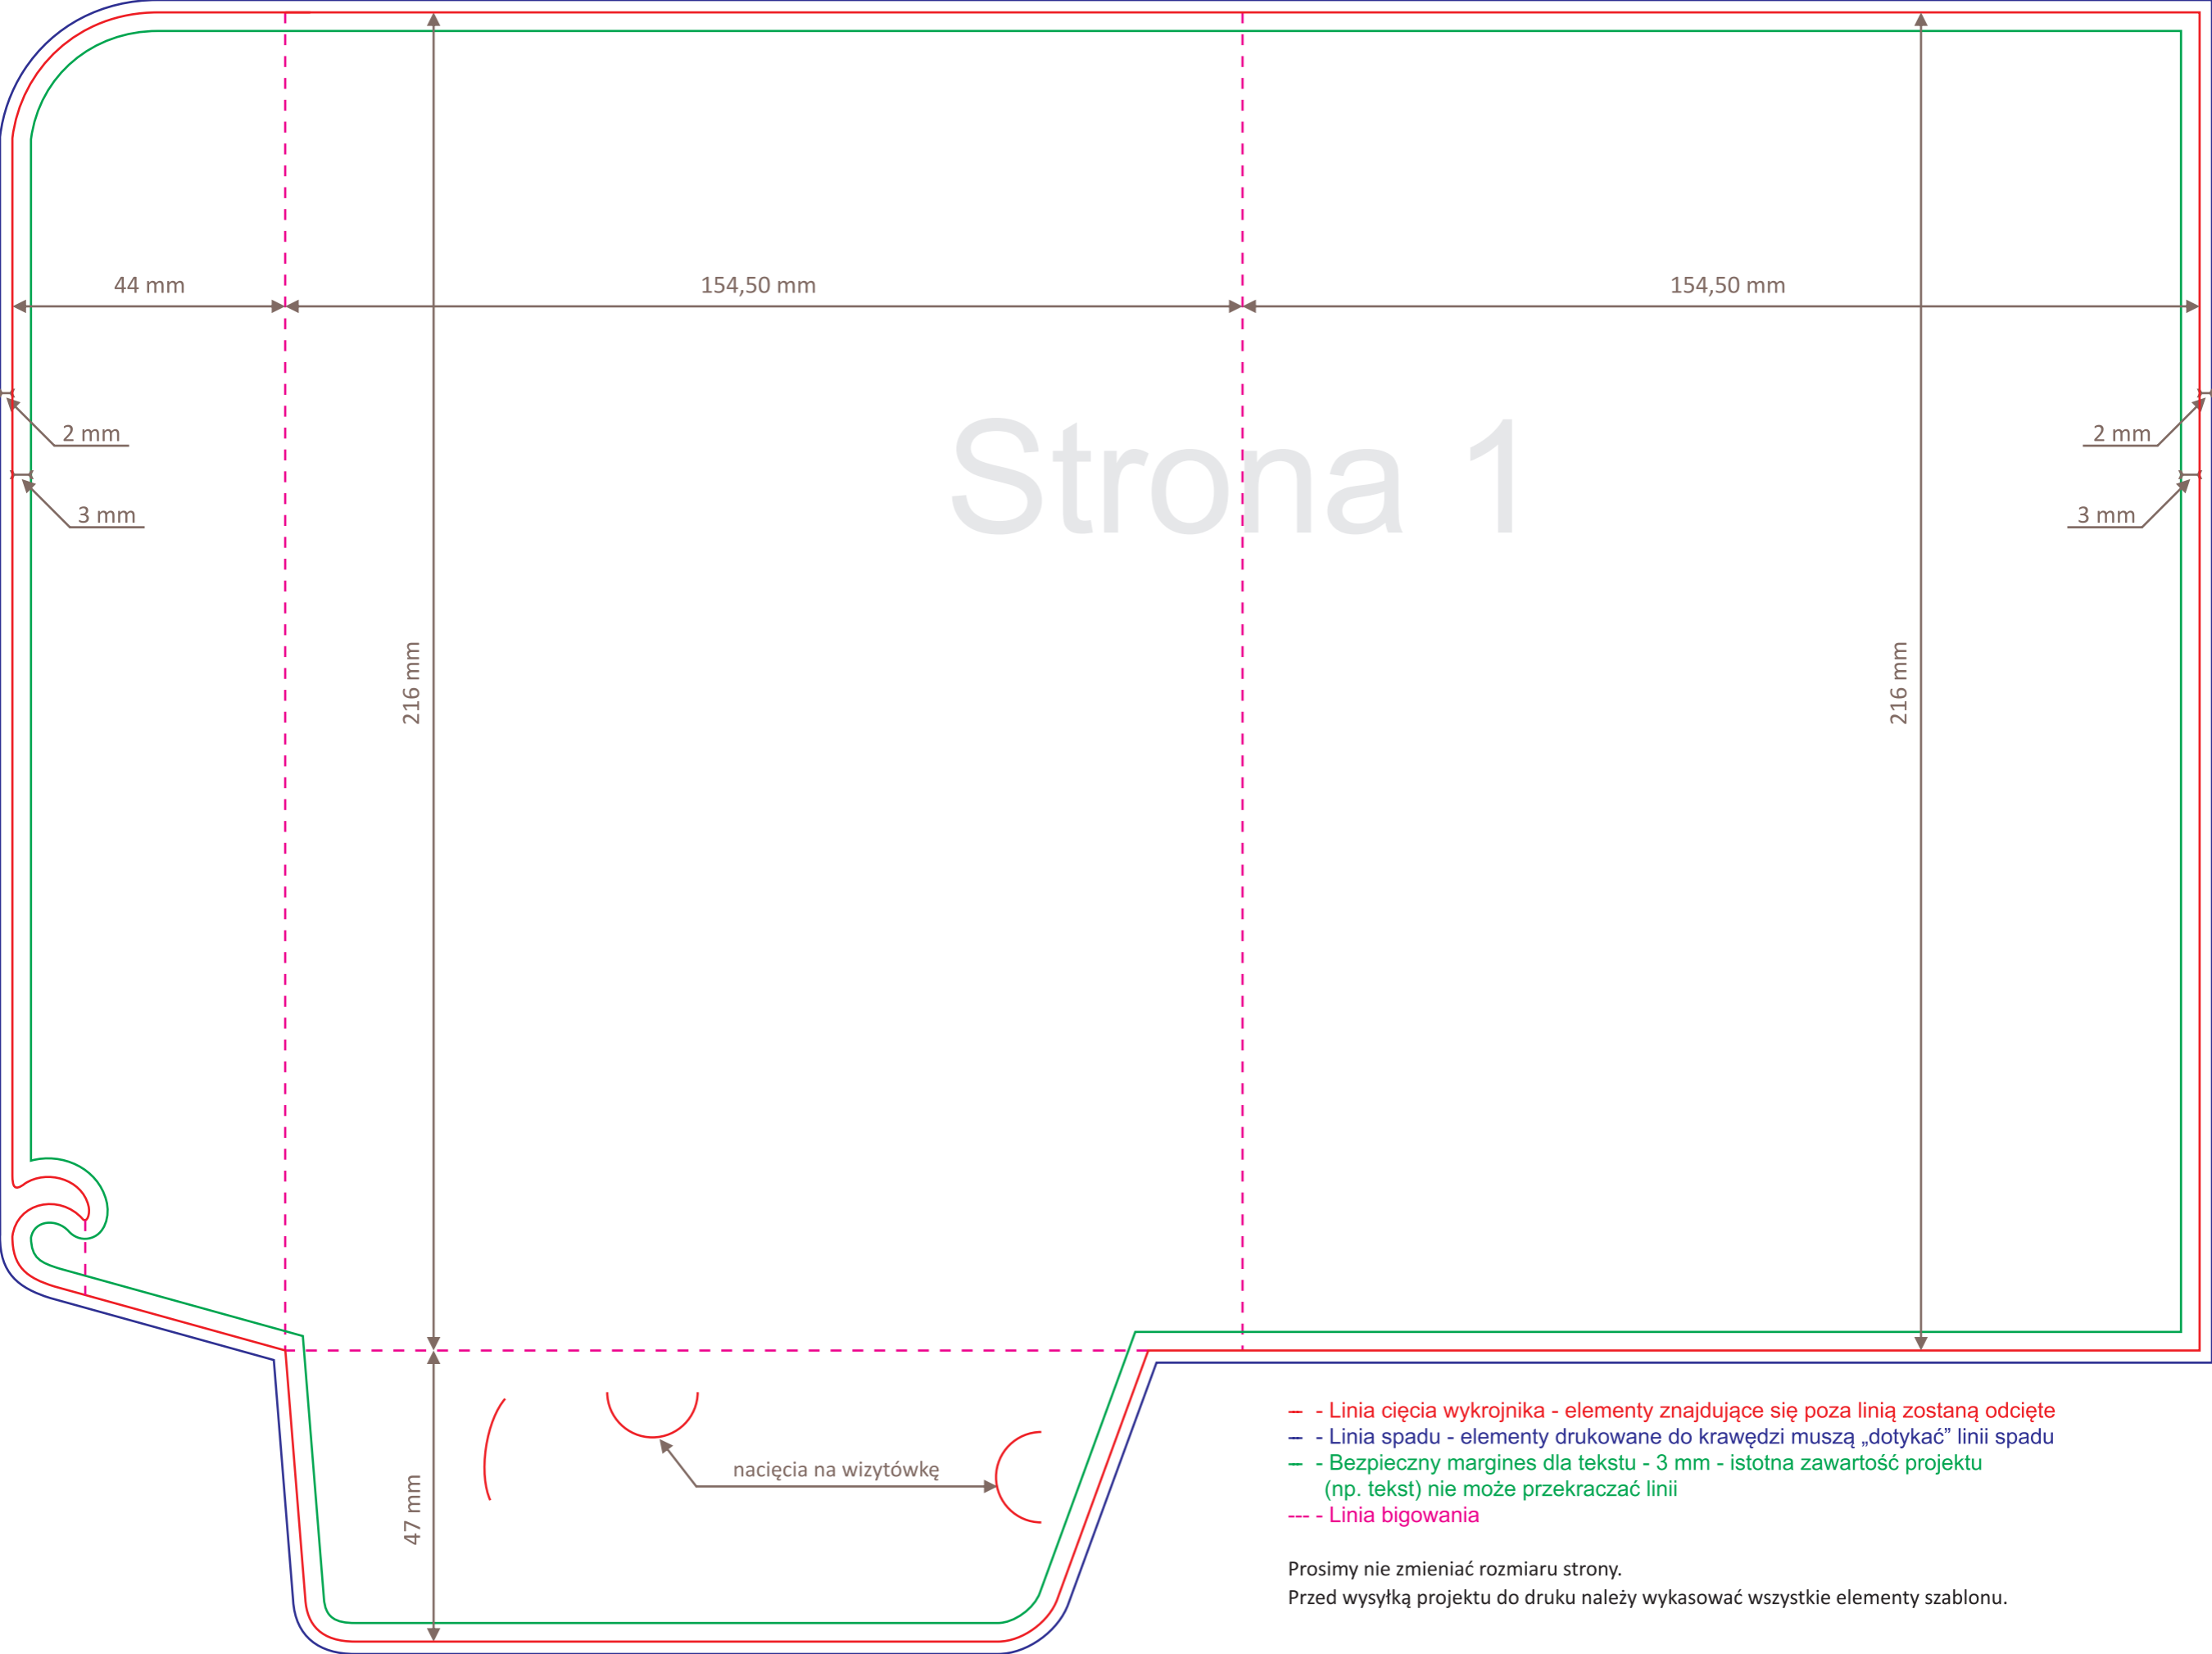 44 mm
154,50 mm
154,50 mm
2 mm
3 mm
2 mm
3 mm
Strona 1
216 mm
216 mm
47 mm
nacięcia na wizytówkę
- Linia cięcia wykrojnika - elementy znajdujące się poza linią zostaną odcięte
- Linia spadu - elementy drukowane do krawędzi muszą „dotykać” linii spadu
- Bezpieczny margines dla tekstu - 3 mm - istotna zawartość projektu
(np. tekst) nie może przekraczać linii
--- - Linia bigowania
Prosimy nie zmieniać rozmiaru strony.
Przed wysyłką projektu do druku należy wykasować wszystkie elementy szablonu.